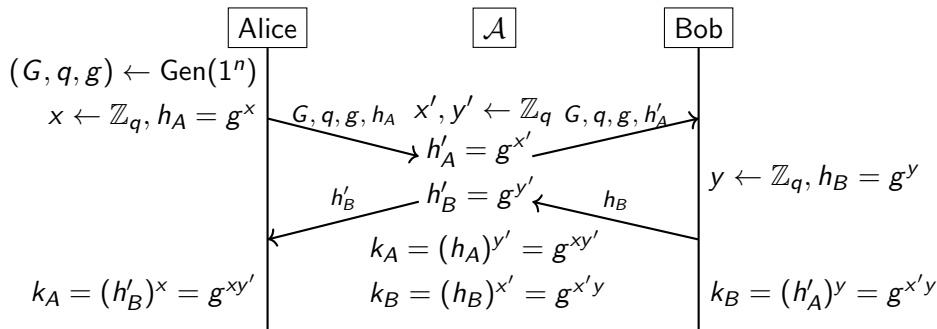 Alice 𝒜 Bob
(G, q, g) ← Gen(1ⁿ)
x ← ℤ_q, h_A = g^x G, q, g, h_A x′, y′ ← ℤ_q G, q, g, h′_A
h′_A = g^{x′}
y ← ℤ_q, h_B = g^y
h′_B h′_B = g^{y′} h_B
k_A = (h_A)^{y′} = g^{xy′}
k_A = (h′_B)^x = g^{xy′} k_B = (h_B)^{x′} = g^{x′y} k_B = (h′_A)^y = g^{x′y}